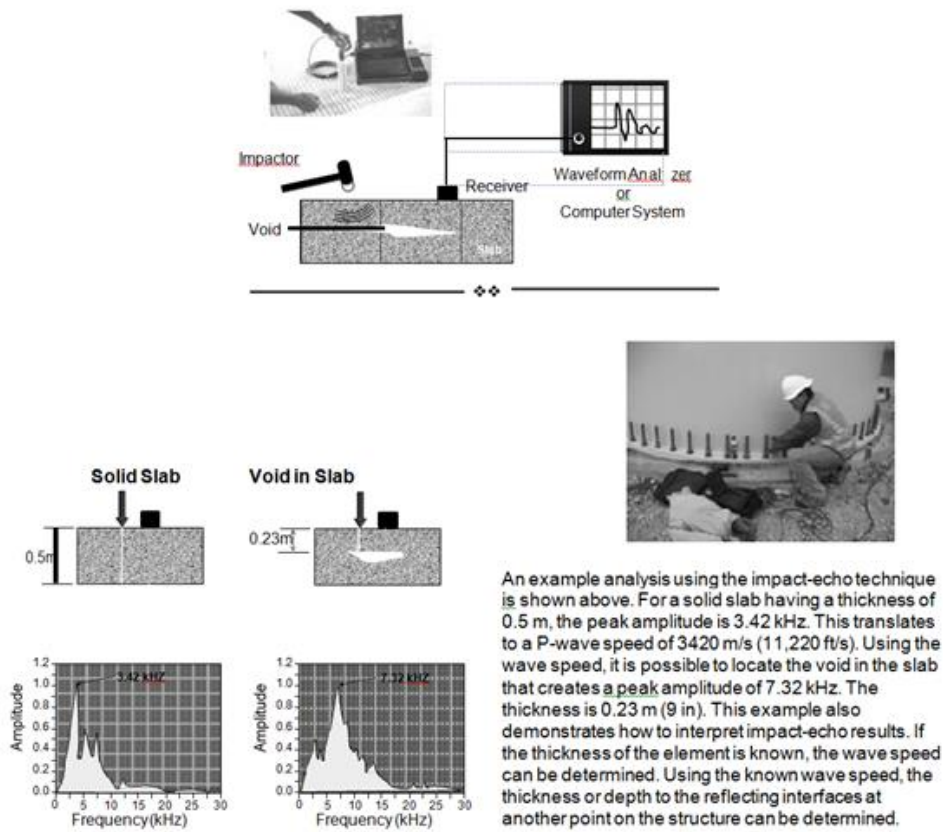 Impactor
Receiver
Waveform Anal zer
or
Computer System
Void
Slab
Solid Slab
Void in Slab
0.5m
0.23m
An example analysis using the impact-echo technique
is shown above. For a solid slab having a thickness of
0.5 m, the peak amplitude is 3.42 kHz. This translates
to a P-wave speed of 3420 m/s (11,220 ft/s). Using the
wave speed, it is possible to locate the void in the slab
that creates a peak amplitude of 7.32 kHz. The
thickness is 0.23 m (9 in). This example also
demonstrates how to interpret impact-echo results. If
the thickness of the element is known, the wave speed
can be determined. Using the known wave speed, the
thickness or depth to the reflecting interfaces at
another point on the structure can be determined.
3.42 kHZ
Amplitude
1.2
1.0
0.8
0.6
0.4
0.2
0.0
0 5 10 15 20 25 30
Frequency (kHz)
7.32 kHZ
Amplitude
1.2
1.0
0.8
0.6
0.4
0.2
0.0
0 5 10 15 20 25 30
Frequency (kHz)